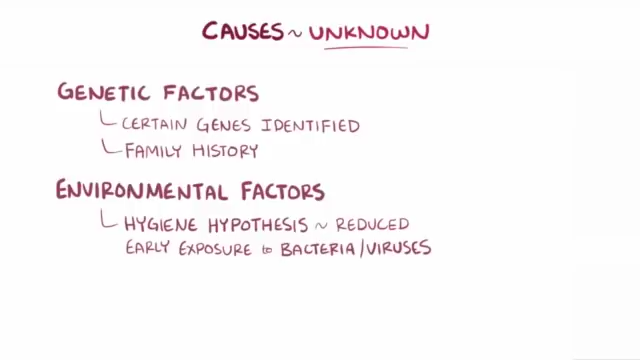 CAUSES ~ UNKNOWN
GENETIC FACTORS
CERTAIN GENES IDENTIFIED
FAMILY HISTORY
ENVIRONMENTAL FACTORS
HYGIENE HYPOTHESIS ~ REDUCED
EARLY EXPOSURE to BACTERIA/VIRUSES